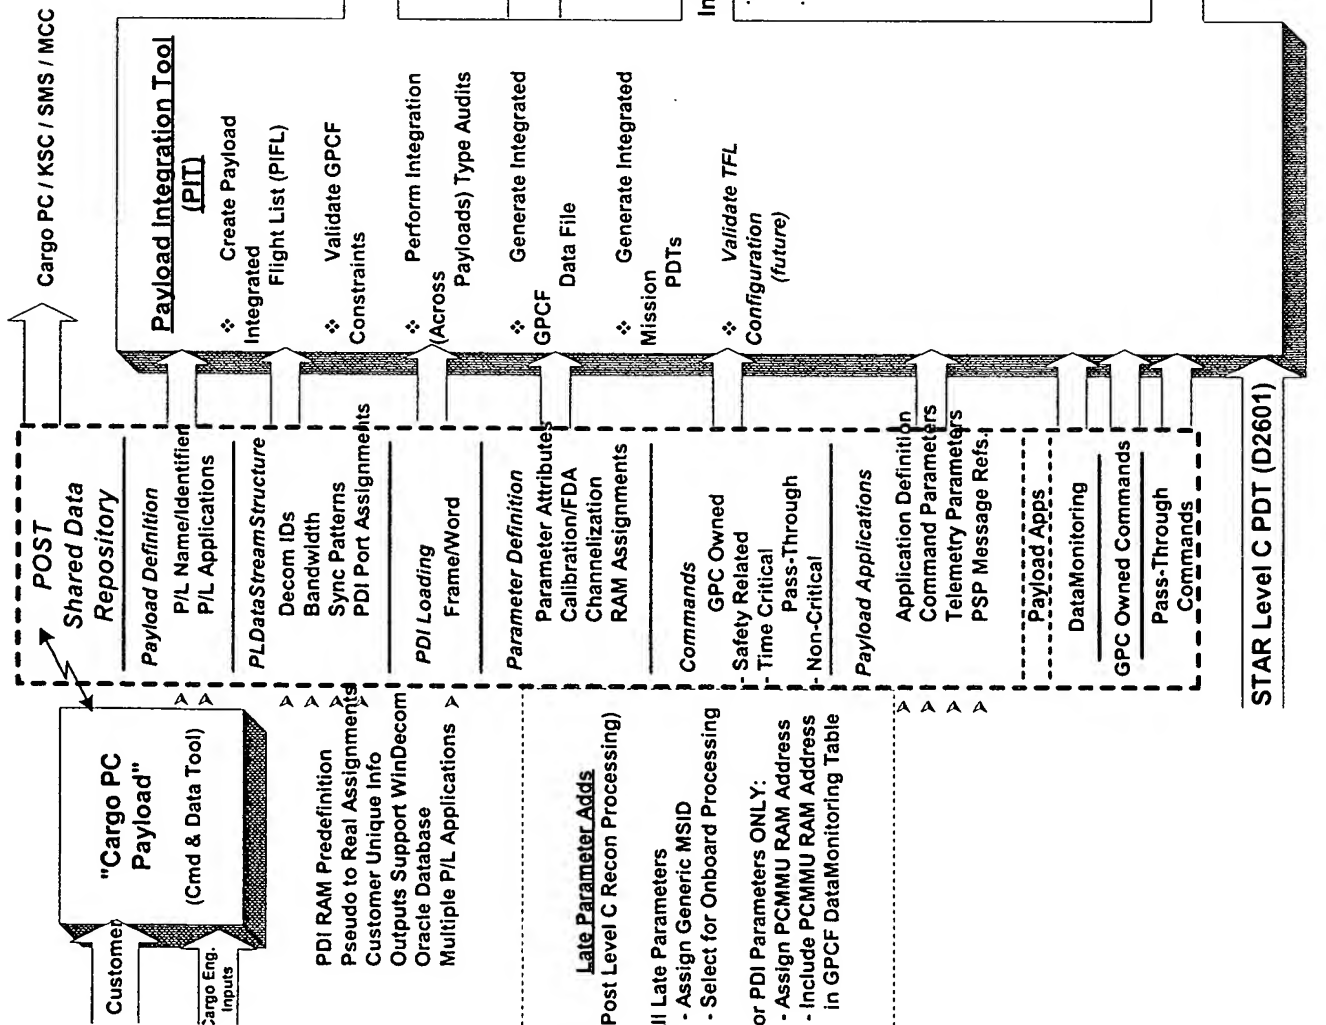 Customer
Cargo Eng.
Inputs
"Cargo PC
Payload"
(Cmd & Data Tool)
PDI RAM Predefinition
Pseudo to Real Assignments
Customer Unique Info
Outputs Support WinDecom
Oracle Database
Multiple P/L Applications
Late Parameter Adds
Post Level C Recon Processing)
ll Late Parameters
- Assign Generic MSID
- Select for Onboard Processing
or PDI Parameters ONLY:
- Assign PCMMU RAM Address
- Include PCMMU RAM Address
in GPCF DataMonitoring Table
POST
Shared Data
Repository
Payload Definition
P/L Name/Identifier
P/L Applications
PLDataStreamStructure
Decom IDs
Bandwidth
Sync Patterns
PDI Port Assignments
PDI Loading
Frame/Word
Parameter Definition
Parameter Attributes
Calibration/FDA
Channelization
RAM Assignments
Commands
GPC Owned
- Safety Related
- Time Critical
Pass-Through
- Non-Critical
Payload Applications
Application Definition
Command Parameters
Telemetry Parameters
PSP Message Refs.
Payload Apps
DataMonitoring
GPC Owned Commands
Pass-Through
Commands
STAR Level C PDT (D2601)
Cargo PC / KSC / SMS / MCC
Payload Integration Tool
(PIT)
❖ Create Payload
Integrated
Flight List (PIFL)
❖ Validate GPCF
Constraints
❖ Perform Integration
(Across
Payloads) Type Audits
❖ Generate Integrated
GPCF
Data File
❖ Generate Integrated
Mission
PDTs
❖ Validate TFL
Configuration
(future)
In